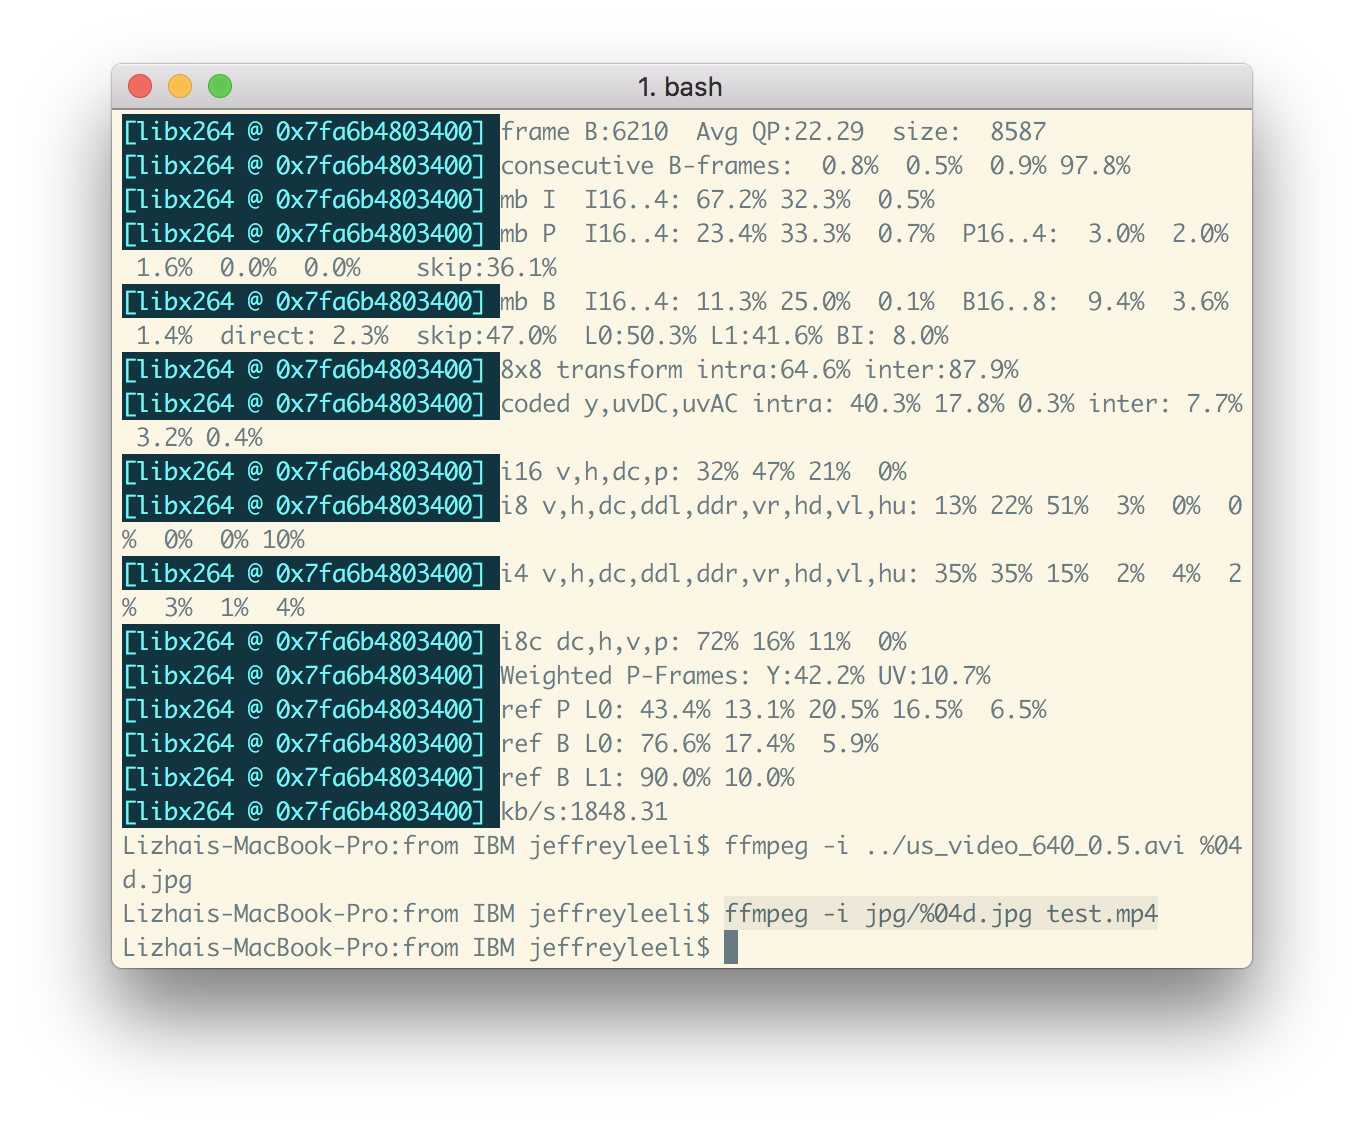 1. bash
[libx264 @ 0x7fa6b4803400] frame B:6210  Avg QP:22.29  size:  8587
[libx264 @ 0x7fa6b4803400] consecutive B-frames:  0.8%  0.5%  0.9% 97.8%
[libx264 @ 0x7fa6b4803400] mb I  I16..4: 67.2% 32.3%  0.5%
[libx264 @ 0x7fa6b4803400] mb P  I16..4: 23.4% 33.3%  0.7%  P16..4:  3.0%  2.0%
 1.6%  0.0%  0.0%    skip:36.1%
[libx264 @ 0x7fa6b4803400] mb B  I16..4: 11.3% 25.0%  0.1%  B16..8:  9.4%  3.6%
 1.4%  direct: 2.3%  skip:47.0%  L0:50.3% L1:41.6% BI: 8.0%
[libx264 @ 0x7fa6b4803400] 8x8 transform intra:64.6% inter:87.9%
[libx264 @ 0x7fa6b4803400] coded y,uvDC,uvAC intra: 40.3% 17.8% 0.3% inter: 7.7%
 3.2% 0.4%
[libx264 @ 0x7fa6b4803400] i16 v,h,dc,p: 32% 47% 21%  0%
[libx264 @ 0x7fa6b4803400] i8 v,h,dc,ddl,ddr,vr,hd,vl,hu: 13% 22% 51%  3%  0%  0
%  0%  0% 10%
[libx264 @ 0x7fa6b4803400] i4 v,h,dc,ddl,ddr,vr,hd,vl,hu: 35% 35% 15%  2%  4%  2
%  3%  1%  4%
[libx264 @ 0x7fa6b4803400] i8c dc,h,v,p: 72% 16% 11%  0%
[libx264 @ 0x7fa6b4803400] Weighted P-Frames: Y:42.2% UV:10.7%
[libx264 @ 0x7fa6b4803400] ref P L0: 43.4% 13.1% 20.5% 16.5%  6.5%
[libx264 @ 0x7fa6b4803400] ref B L0: 76.6% 17.4%  5.9%
[libx264 @ 0x7fa6b4803400] ref B L1: 90.0% 10.0%
[libx264 @ 0x7fa6b4803400] kb/s:1848.31
Lizhais-MacBook-Pro:from IBM jeffreyleeli$ ffmpeg -i ../us_video_640_0.5.avi %04
d.jpg
Lizhais-MacBook-Pro:from IBM jeffreyleeli$ ffmpeg -i jpg/%04d.jpg test.mp4
Lizhais-MacBook-Pro:from IBM jeffreyleeli$